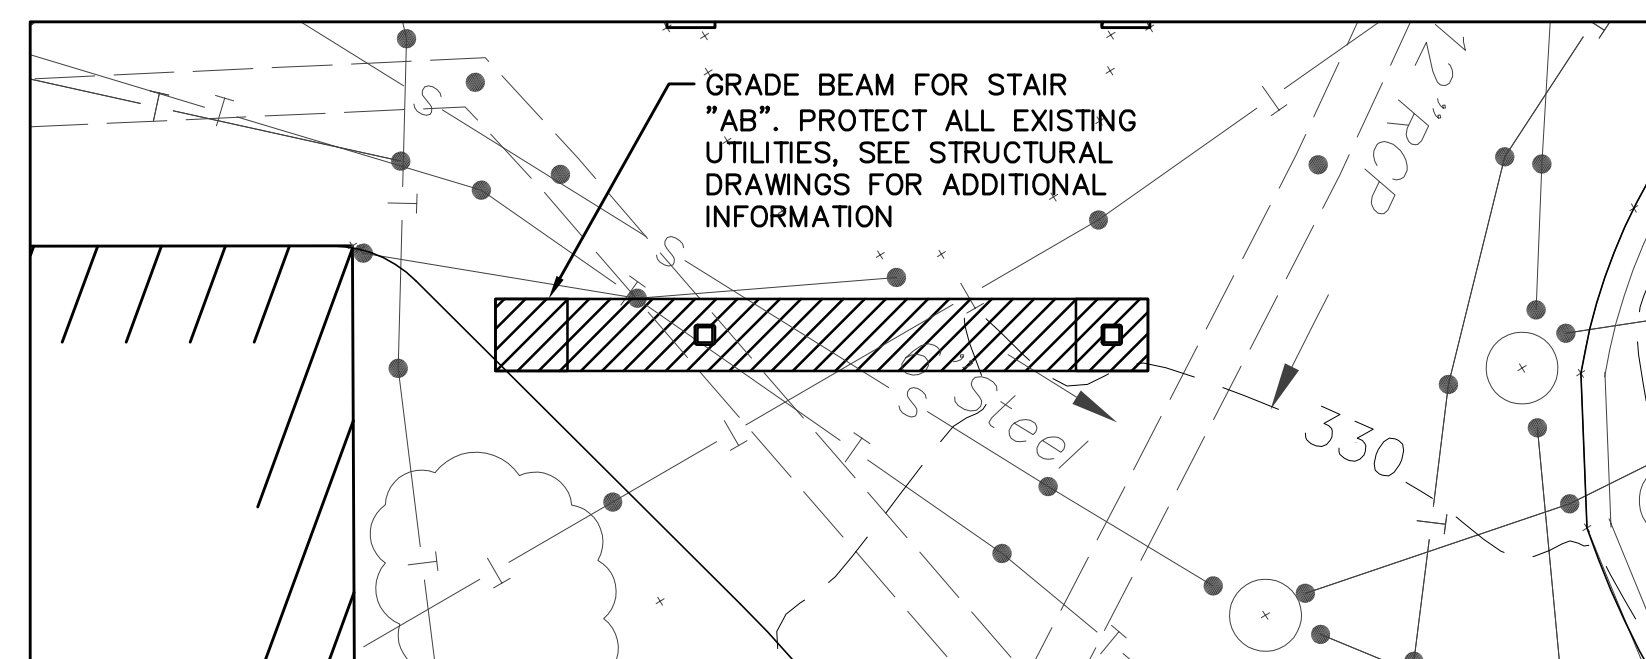 GRADE BEAM FOR STAIR
”AB”. PROTECT ALL EXISTING
UTILITIES, SEE STRUCTURAL
DRAWINGS FOR ADDITIONAL
INFORMATION
12” RCP
S
S
6” Steel
S
330
T
T
T
T
T
T
T
T
T
T
T
T
T